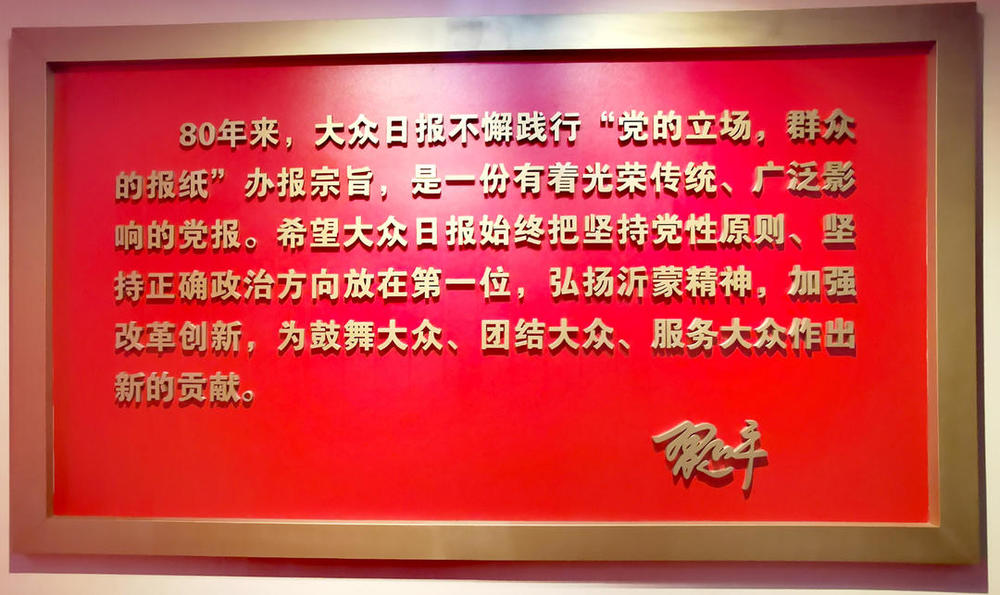 80年来，大众日报不懈践行“党的立场，群众
的报纸”办报宗旨，是一份有着光荣传统、广泛影
响的党报。希望大众日报始终把坚持党性原则、坚
持正确政治方向放在第一位，弘扬沂蒙精神，加强
改革创新，为鼓舞大众、团结大众、服务大众作出
新的贡献。
习近平